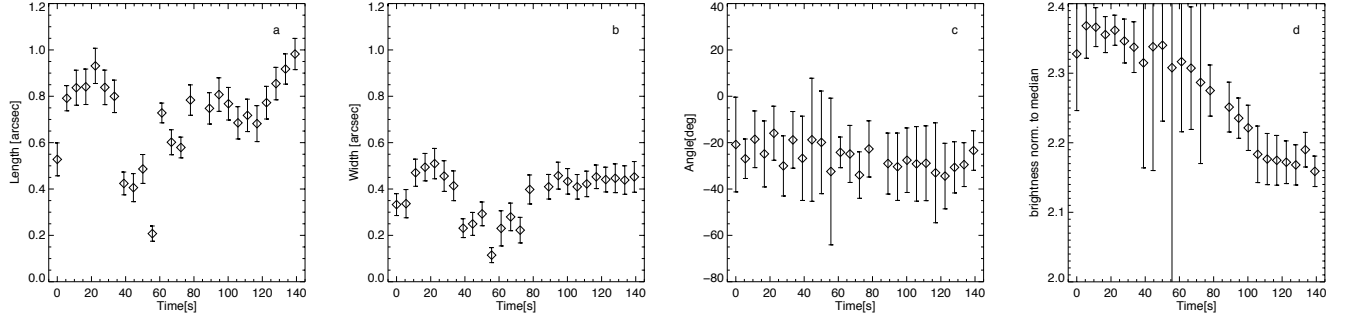 a
1.2
1.0
0.8
0.6
0.4
0.2
0.0
Length [arcsec]
0 20 40 60 80 100 120 140
Time[s]
b
1.2
1.0
0.8
0.6
0.4
0.2
0.0
Width [arcsec]
0 20 40 60 80 100 120 140
Time[s]
c
40
20
0
−20
−40
−60
−80
Angle[deg]
0 20 40 60 80 100 120 140
Time[s]
d
2.4
2.3
2.2
2.1
2.0
brightness norm. to median
0 20 40 60 80 100 120 140
Time[s]